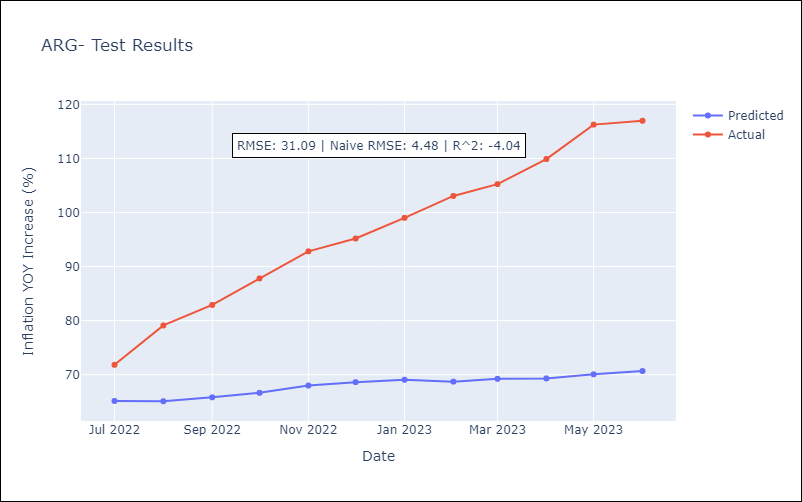 ARG- Test Results
120
110
100
90
80
70
Inflation YOY Increase (%)
RMSE: 31.09 | Naive RMSE: 4.48 | R^2: -4.04
Predicted
Actual
Jul 2022
Sep 2022
Nov 2022
Jan 2023
Mar 2023
May 2023
Date